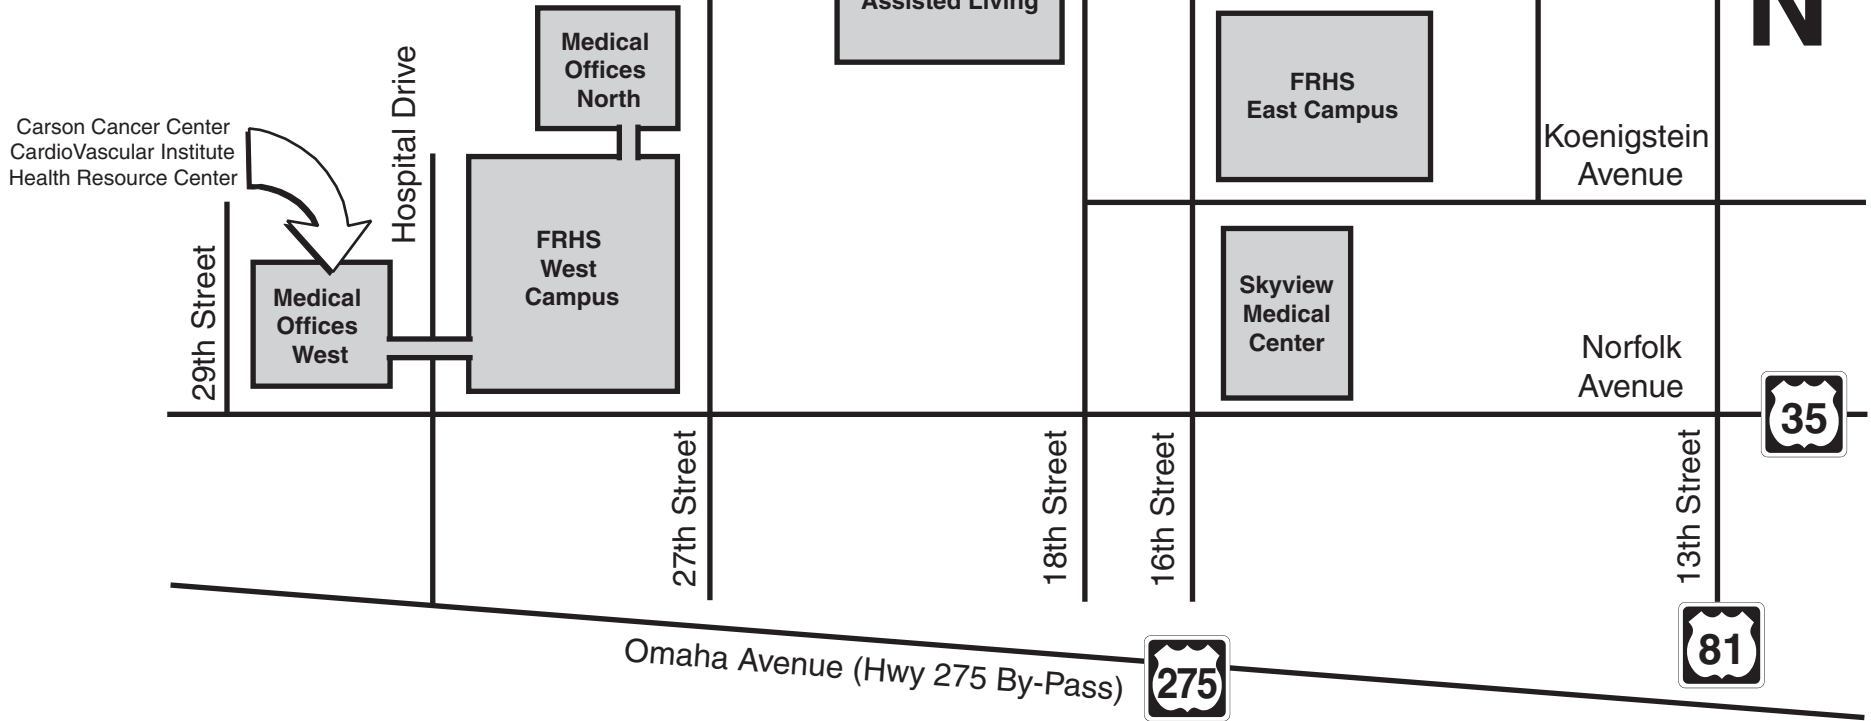 Assisted Living
N
Medical
Offices
North
FRHS
East Campus
Hospital Drive
Koenigstein
Avenue
Carson Cancer Center
CardioVascular Institute
Health Resource Center
FRHS
West
Campus
29th Street
Medical
Offices
West
Skyview
Medical
Center
Norfolk
Avenue
35
27th Street
18th Street
16th Street
13th Street
Omaha Avenue (Hwy 275 By-Pass)
275
81